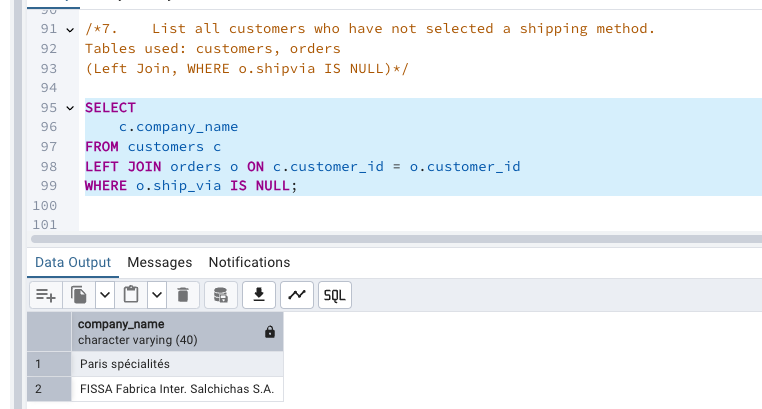 90
91 /*7.    List all customers who have not selected a shipping method.
92 Tables used: customers, orders
93 (Left Join, WHERE o.shipvia IS NULL)*/
94
95 SELECT
96     c.company_name
97 FROM customers c
98 LEFT JOIN orders o ON c.customer_id = o.customer_id
99 WHERE o.ship_via IS NULL;
100
101
Data Output Messages Notifications
SQL
company_name
character varying (40)
1 Paris spécialités
2 FISSA Fabrica Inter. Salchichas S.A.